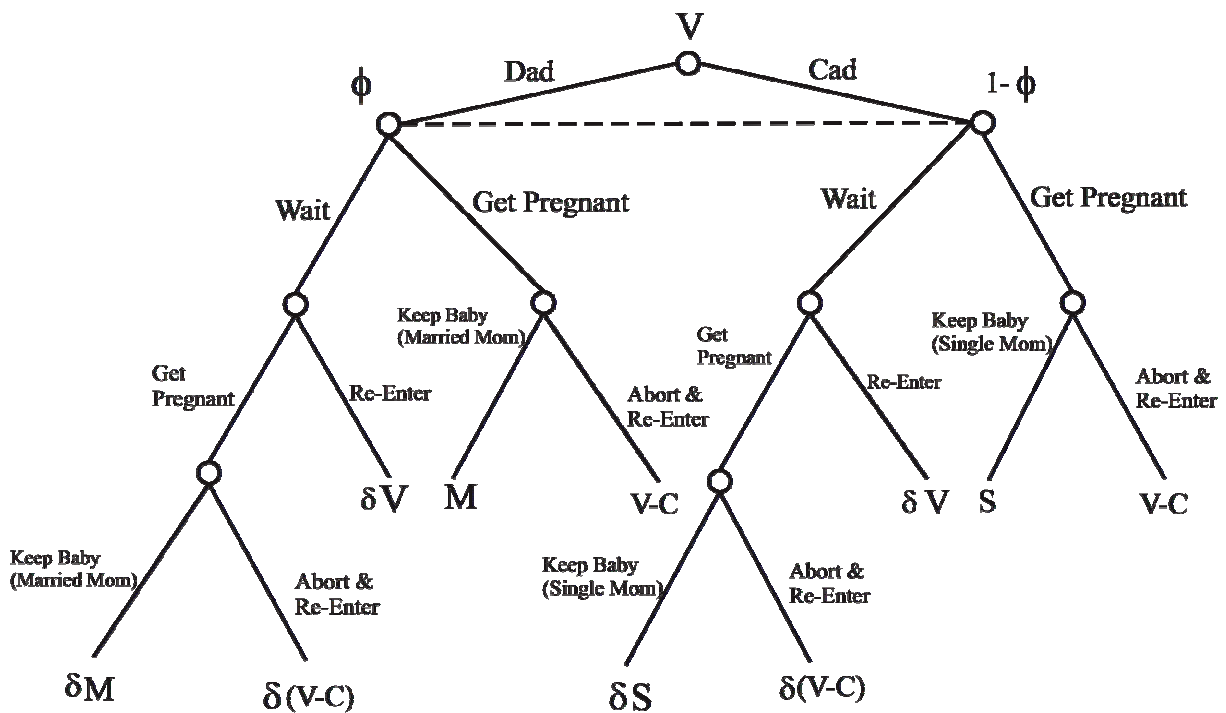 V
Dad
Cad
ϕ
1- ϕ
Wait
Get Pregnant
Wait
Get Pregnant
Keep Baby
(Married Mom)
Keep Baby
(Single Mom)
Get
Pregnant
Get
Pregnant
Re-Enter
Abort &
Re-Enter
Re-Enter
Abort &
Re-Enter
δV
M
V-C
δV
S
V-C
Keep Baby
(Married Mom)
Abort &
Re-Enter
Keep Baby
(Single Mom)
Abort &
Re-Enter
δM
δ(V-C)
δS
δ(V-C)